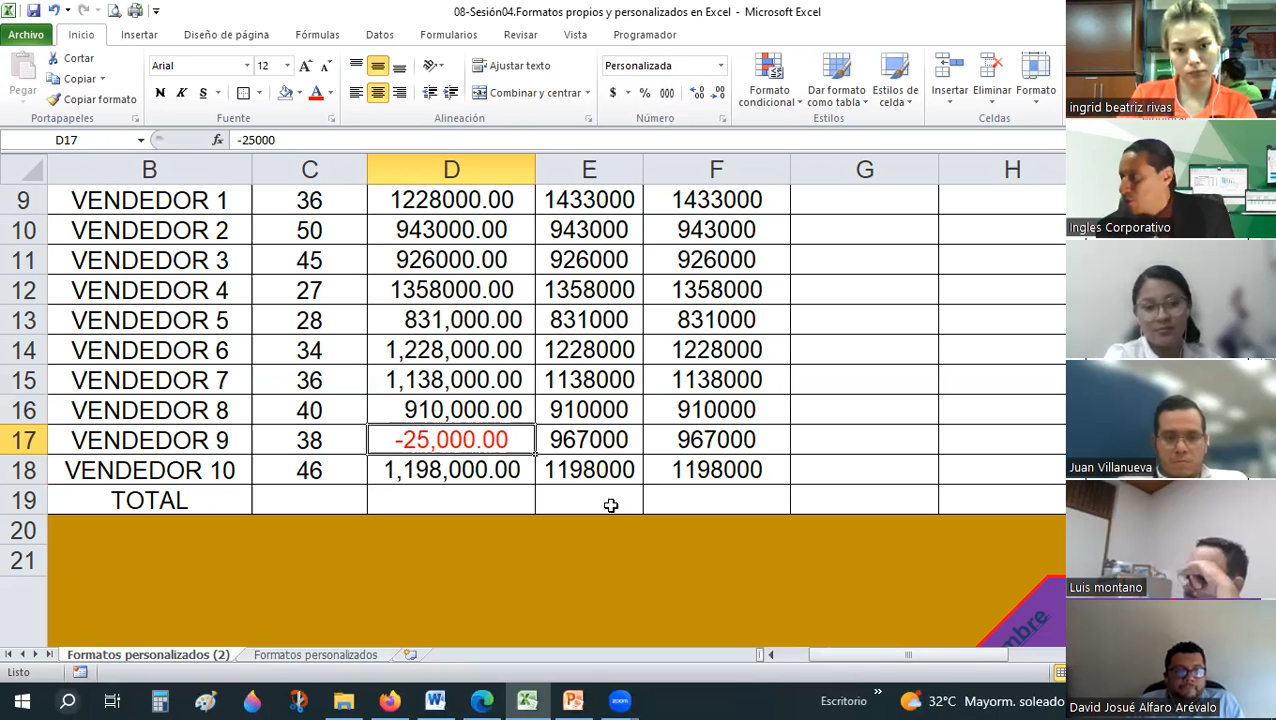 08-Sesión04.Formatos propios y personalizados en Excel - Microsoft Excel
Archivo Inicio Insertar Diseño de página Fórmulas Datos Formularios Revisar Vista Programador
Pegar
Cortar
Copiar
Copiar formato
Portapapeles
Arial 12
N K S
Fuente
Ajustar texto
Combinar y centrar
Alineación
Personalizada
$ % 000
Número
Formato condicional
Dar formato como tabla
Estilos de celda
Estilos
Insertar Eliminar Formato
Celdas
D17 fx -25000
B C D E F G H
9 VENDEDOR 1 36 1228000.00 1433000 1433000
10 VENDEDOR 2 50 943000.00 943000 943000
11 VENDEDOR 3 45 926000.00 926000 926000
12 VENDEDOR 4 27 1358000.00 1358000 1358000
13 VENDEDOR 5 28 831,000.00 831000 831000
14 VENDEDOR 6 34 1,228,000.00 1228000 1228000
15 VENDEDOR 7 36 1,138,000.00 1138000 1138000
16 VENDEDOR 8 40 910,000.00 910000 910000
17 VENDEDOR 9 38 -25,000.00 967000 967000
18 VENDEDOR 10 46 1,198,000.00 1198000 1198000
19 TOTAL
20
21
mbre
Formatos personalizados (2) Formatos personalizados
Listo
Escritorio
32°C Mayorm. soleado
zoom
ingrid beatriz rivas
Ingles Corporativo
Juan Villanueva
Luis montano
David Josué Alfaro Arévalo